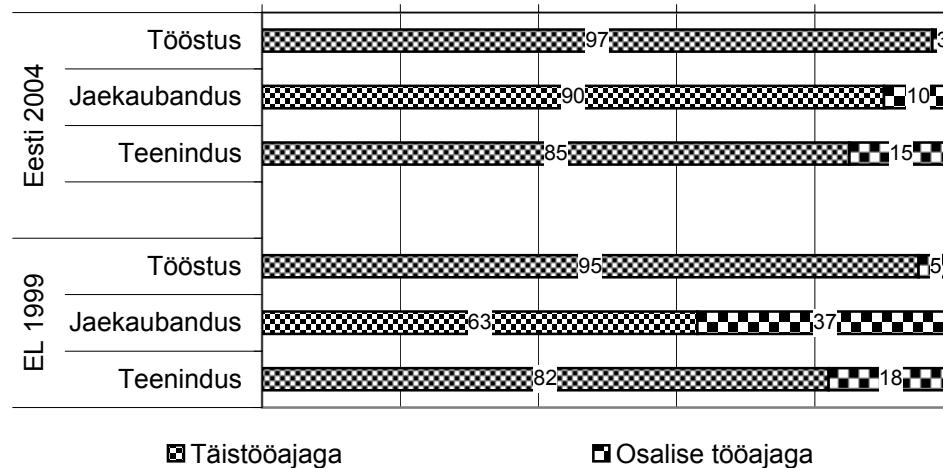 Eesti 2004
Tööstus 97 3
Jaekaubandus 90 10
Teenindus 85 15
EL 1999
Tööstus 95 5
Jaekaubandus 63 37
Teenindus 82 18
Täistööajaga Osalise tööajaga